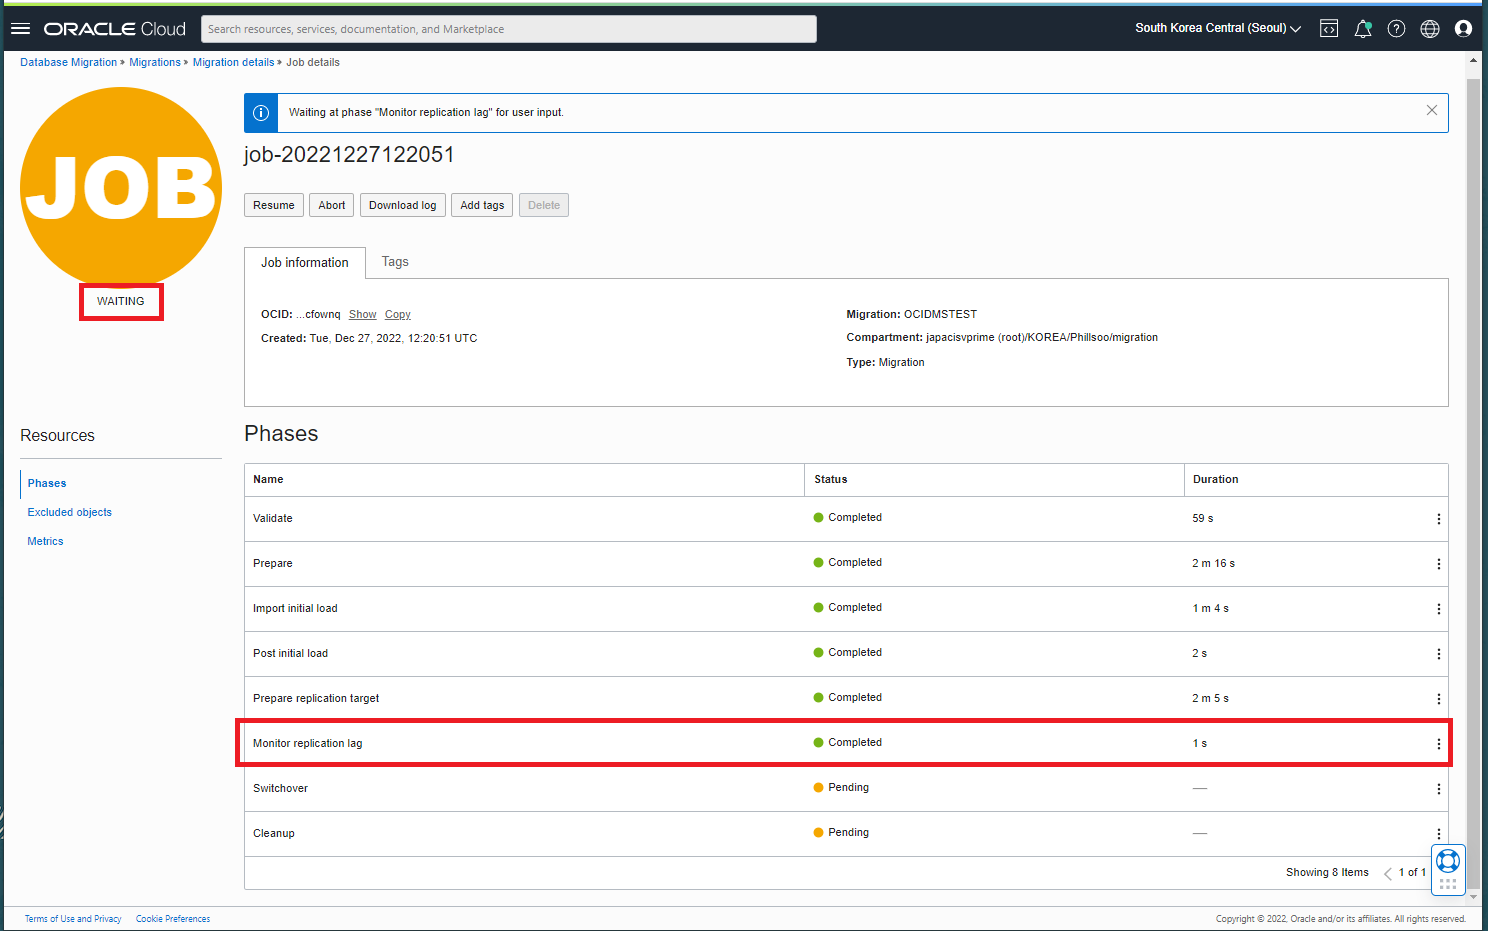 ORACLE Cloud
Search resources, services, documentation, and Marketplace
South Korea Central (Seoul)
Database Migration » Migrations » Migration details » Job details
JOB
WAITING
Waiting at phase "Monitor replication lag" for user input.
job-20221227122051
Resume Abort Download log Add tags Delete
Job information Tags
OCID: ...cfownq Show Copy
Created: Tue, Dec 27, 2022, 12:20:51 UTC
Migration: OCIDMSTEST
Compartment: japacisvprime (root)/KOREA/Phillsoo/migration
Type: Migration
Resources
Phases
Excluded objects
Metrics
Phases
Name Status Duration
Validate Completed 59 s
Prepare Completed 2 m 16 s
Import initial load Completed 1 m 4 s
Post initial load Completed 2 s
Prepare replication target Completed 2 m 5 s
Monitor replication lag Completed 1 s
Switchover Pending —
Cleanup Pending —
Showing 8 Items 1 of 1
Terms of Use and Privacy Cookie Preferences
Copyright © 2022, Oracle and/or its affiliates. All rights reserved.